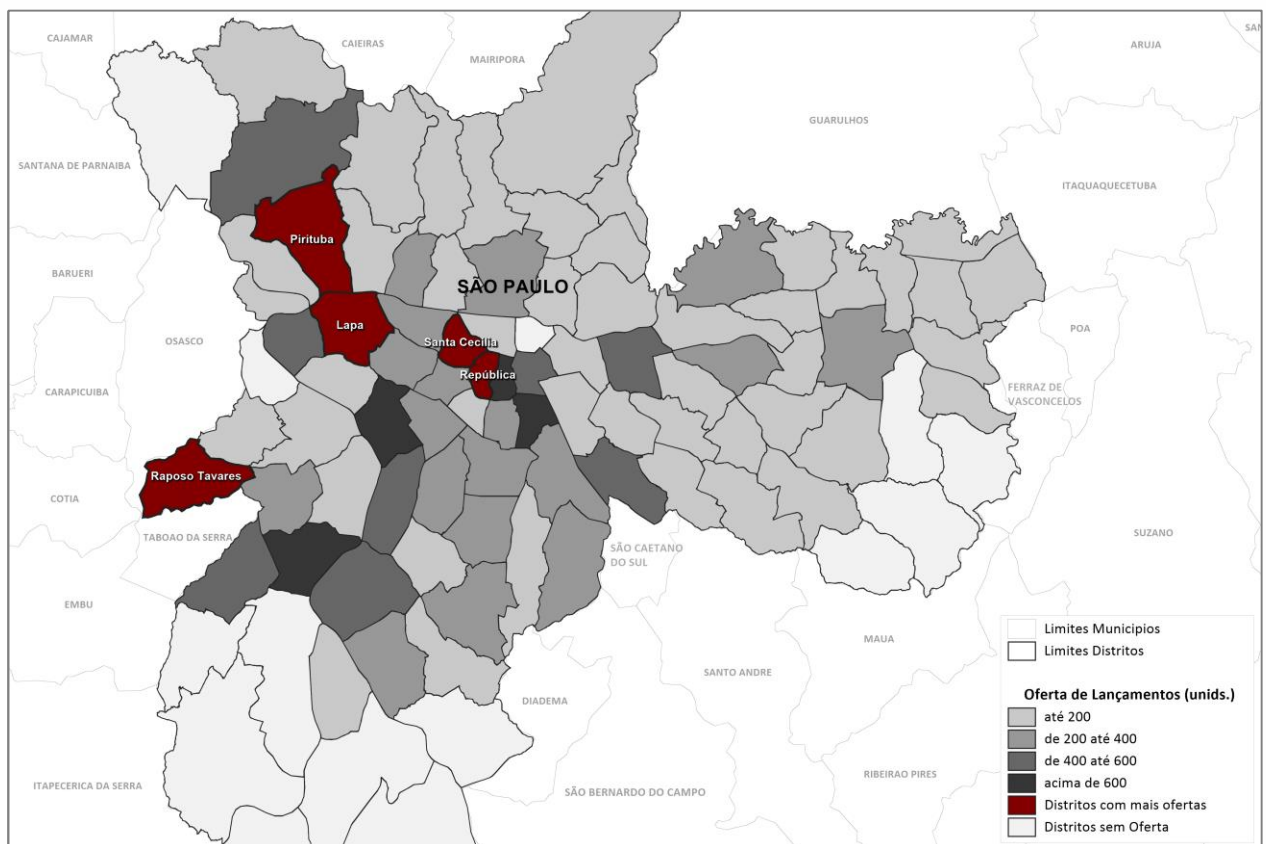 CAJAMAR
CAIEIRAS
MAIRIPORA
ARUJA
SAN
GUARULHOS
SANTANA DE PARNAIBA
ITAQUAQUECETUBA
Pirituba
BARUERI
SÃO PAULO
Lapa
POA
OSASCO
Santa Cecília
República
CARAPICUIBA
FERRAZ DE
VASCONCELOS
Raposo Tavares
COTIA
TABOAO DA SERRA
SUZANO
SÃO CAETANO
DO SUL
EMBU
MAUA
SANTO ANDRE
DIADEMA
RIBEIRAO PIRES
ITAPECERICA DA SERRA
SÃO BERNARDO DO CAMPO
Limites Municipios
Limites Distritos
Oferta de Lançamentos (unids.)
até 200
de 200 até 400
de 400 até 600
acima de 600
Distritos com mais ofertas
Distritos sem Oferta